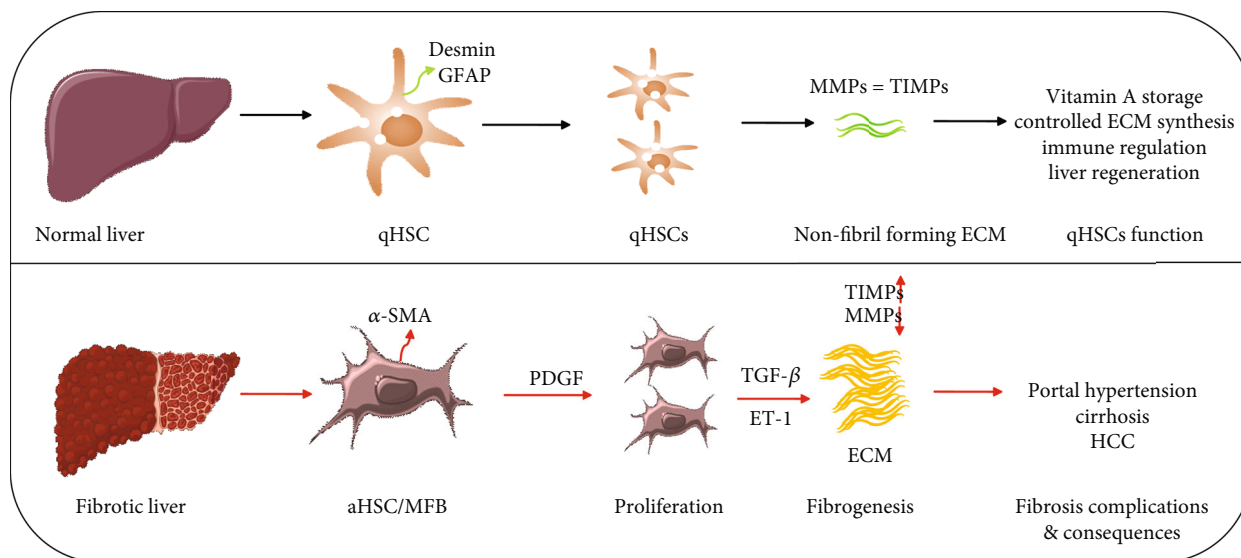 Desmin
GFAP
MMPs = TIMPs
Vitamin A storage
controlled ECM synthesis
immune regulation
liver regeneration
Normal liver
qHSC
qHSCs
Non-fibril forming ECM
qHSCs function
α-SMA
PDGF
TGF-β
ET-1
TIMPs
MMPs
ECM
Portal hypertension
cirrhosis
HCC
Fibrotic liver
aHSC/MFB
Proliferation
Fibrogenesis
Fibrosis complications
& consequences